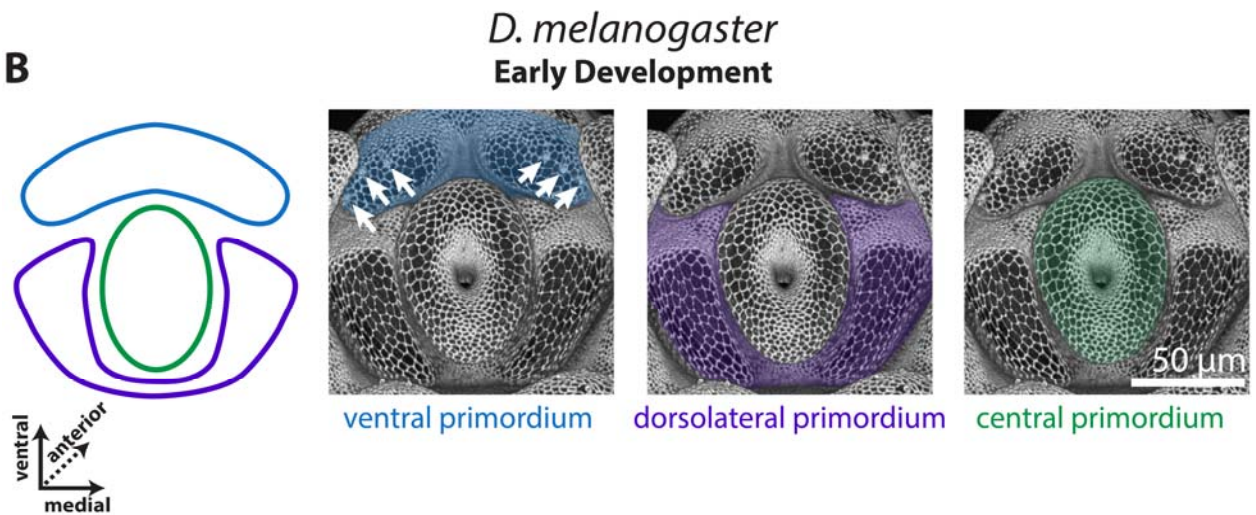 D. melanogaster
Early Development
B
50 µm
ventral primordium
dorsolateral primordium
central primordium
ventral
anterior
medial